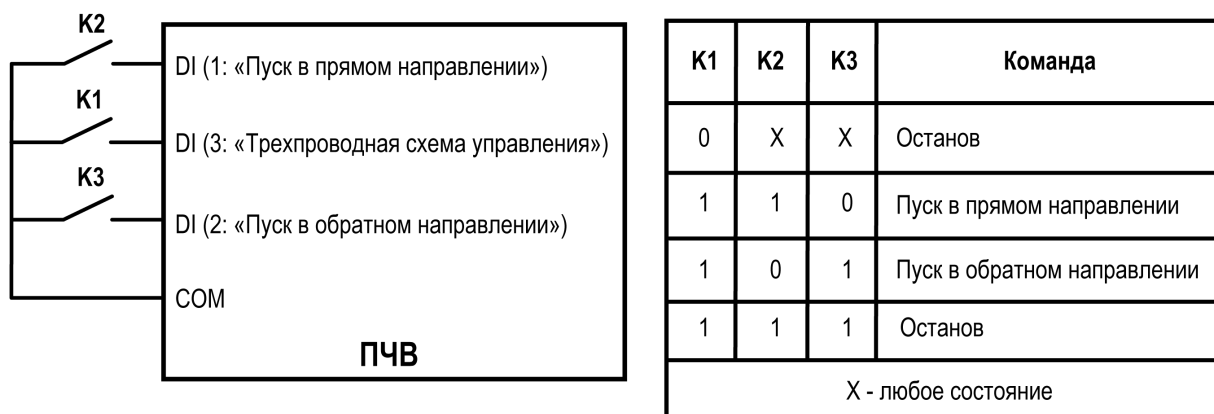 K2
DI (1: «Пуск в прямом направлении»)
K1
DI (3: «Трехпроводная схема управления»)
K3
DI (2: «Пуск в обратном направлении»)
COM
ПЧВ
K1 K2 K3 Команда
0 X X Останов
1 1 0 Пуск в прямом направлении
1 0 1 Пуск в обратном направлении
1 1 1 Останов
X - любое состояние